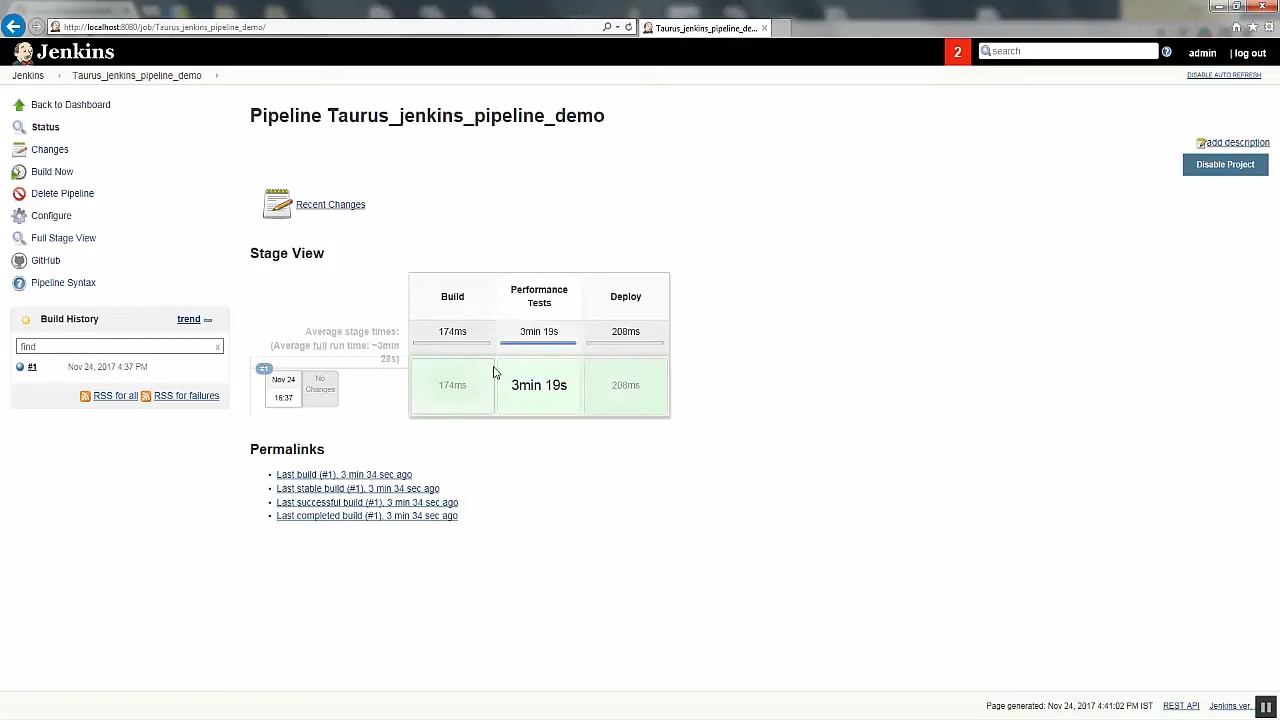 http://localhost:8080/job/Taurus_jenkins_pipeline_demo/
Taurus_jenkins_pipeline_de...
Jenkins
2
search
admin
| log out
Jenkins
Taurus_jenkins_pipeline_demo
DISABLE AUTO REFRESH
Back to Dashboard
Status
Changes
Build Now
Delete Pipeline
Configure
Full Stage View
GitHub
Pipeline Syntax
Build History
trend
find
x
#1
Nov 24, 2017 4:37 PM
RSS for all
RSS for failures
Pipeline Taurus_jenkins_pipeline_demo
add description
Disable Project
Recent Changes
Stage View
Build
Performance
Tests
Deploy
Average stage times:
(Average full run time: ~3min
28s)
174ms
3min 19s
208ms
#1
Nov 24
16:37
No
Changes
174ms
3min 19s
208ms
Permalinks
Last build (#1), 3 min 34 sec ago
Last stable build (#1), 3 min 34 sec ago
Last successful build (#1), 3 min 34 sec ago
Last completed build (#1), 3 min 34 sec ago
Page generated: Nov 24, 2017 4:41:02 PM IST
REST API
Jenkins ver.